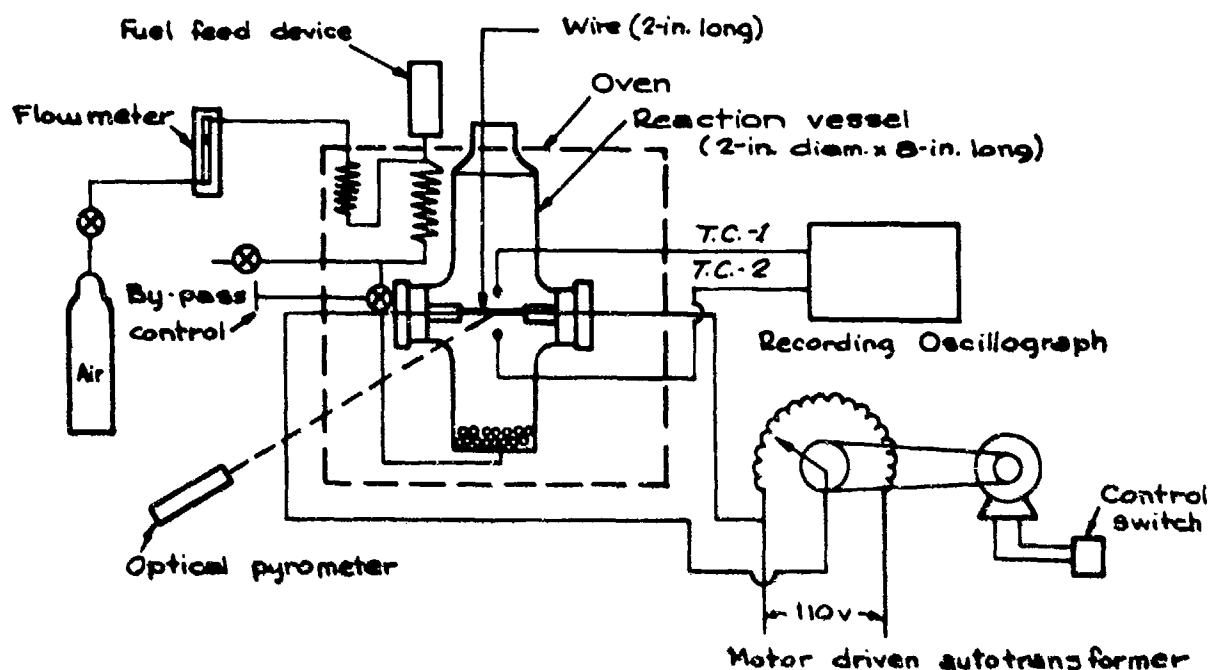 Fuel feed device
Wire (2-in. long)
Oven
Flowmeter
Reaction vessel
(2-in. diam. x 8-in. long)
T.C.-1
T.C.-2
By-pass
control
Air
Recording Oscillograph
Control
switch
Optical pyrometer
110 v
Motor driven autotransformer